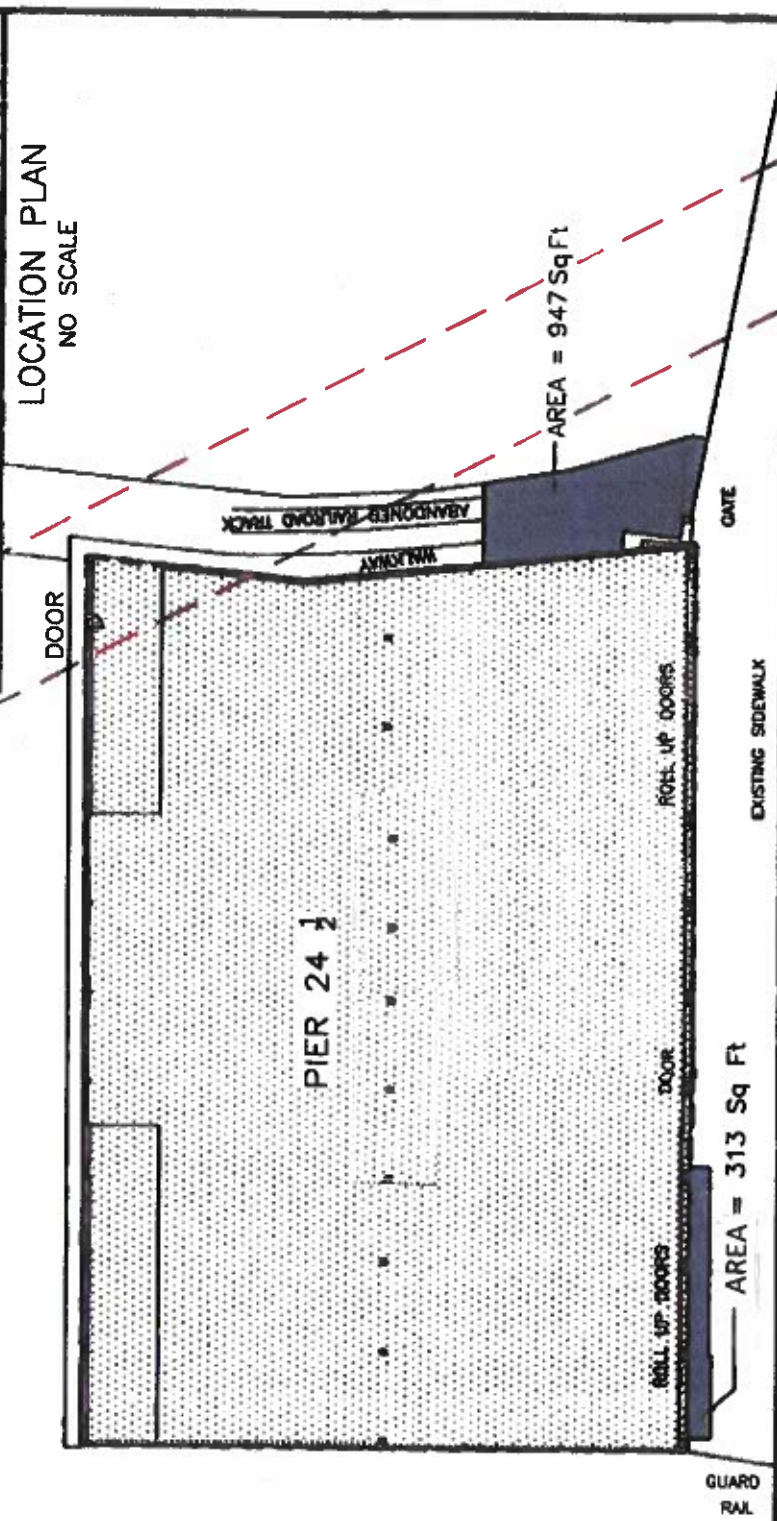 LOCATION PLAN
NO SCALE
DOOR
ABANDONED RAILROAD TRACK
WALKWAY
AREA = 947 Sq Ft
GATE
PIER 24 1/2
ROLL UP DOORS
EXISTING SIDEWALK
DOOR
ROLL UP DOORS
AREA = 313 Sq Ft
GUARD
RAIL